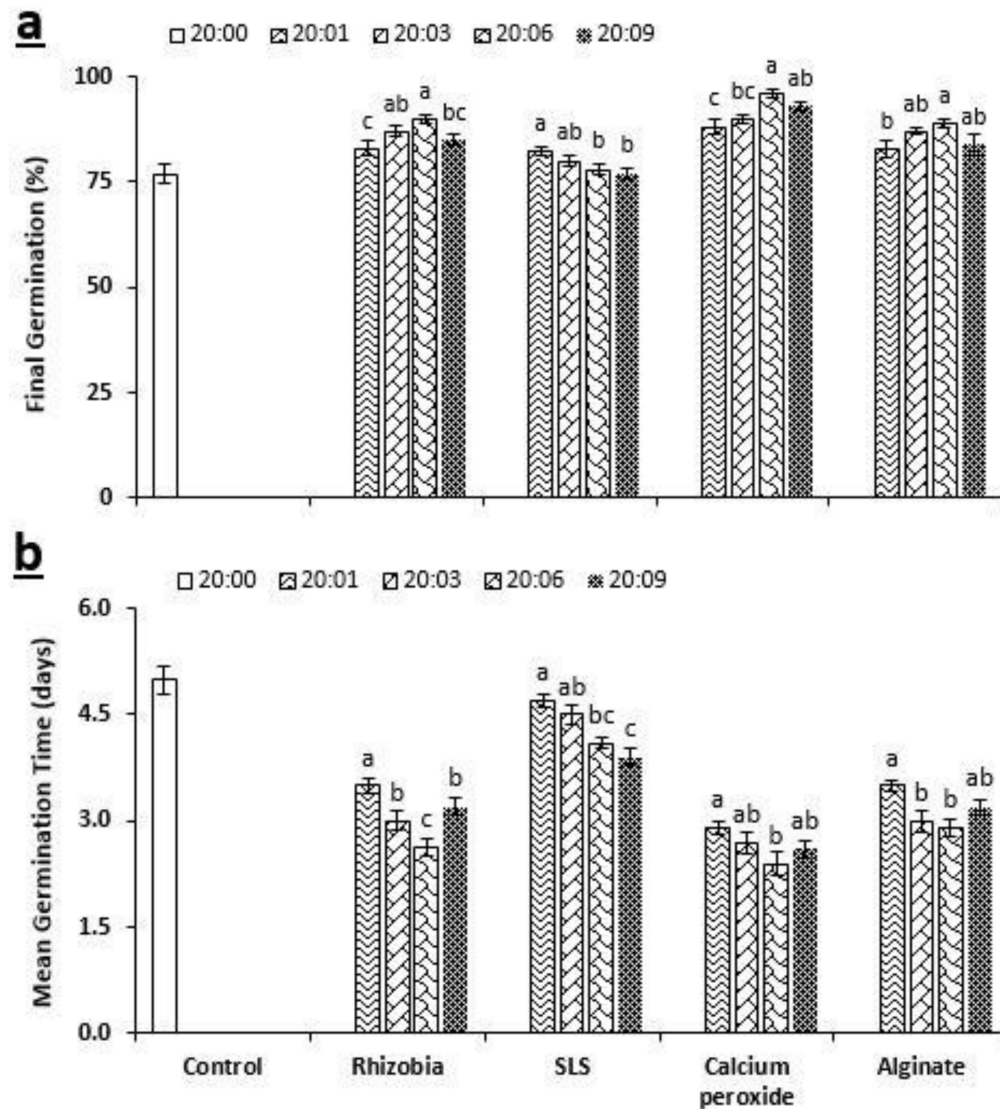 a
20:00 20:01 20:03 20:06 20:09
Final Germination (%)
100
75
50
25
0
c ab a bc
a ab b b
c bc a ab
b ab a ab
b
20:00 20:01 20:03 20:06 20:09
Mean Germination Time (days)
6.0
4.5
3.0
1.5
0.0
a b c b
a ab bc c
a ab b ab
a b b ab
Control Rhizobia SLS Calcium Alginate
peroxide